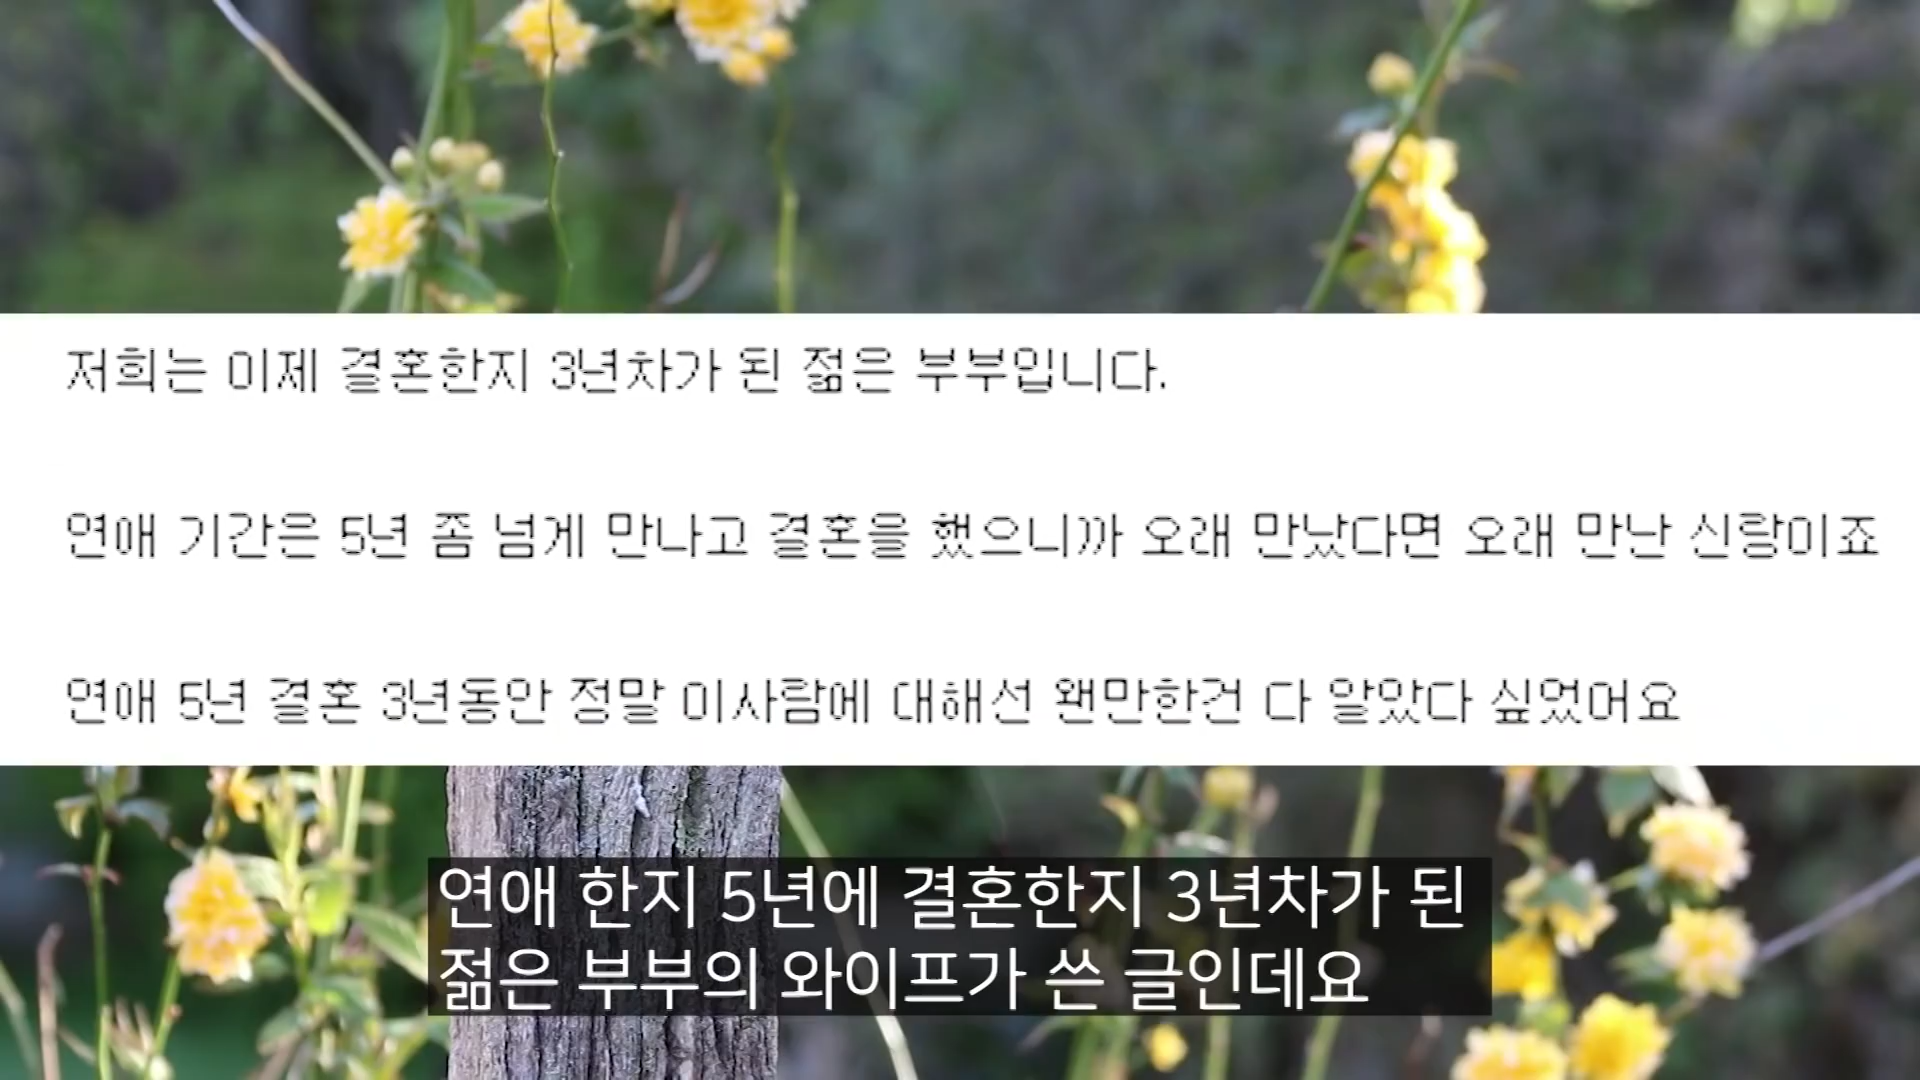 저희는 이제 결혼한지 3년차가 된 젊은 부부입니다.
연애 기간은 5년 좀 넘게 만나고 결혼을 했으니까 오래 만났다면 오래 만난 신랑이죠
연애 5년 결혼 3년동안 정말 이사람에 대해선 왠만한건 다 알았다 싶었어요
연애 한지 5년에 결혼한지 3년차가 된
젊은 부부의 와이프가 쓴 글인데요